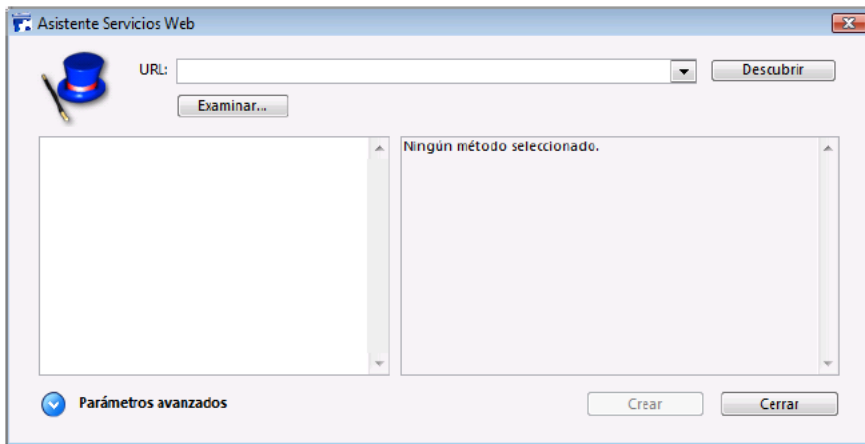 Asistente Servicios Web
URL:
Descubrir
Examinar...
Ningún método seleccionado.
Parámetros avanzados
Crear
Cerrar